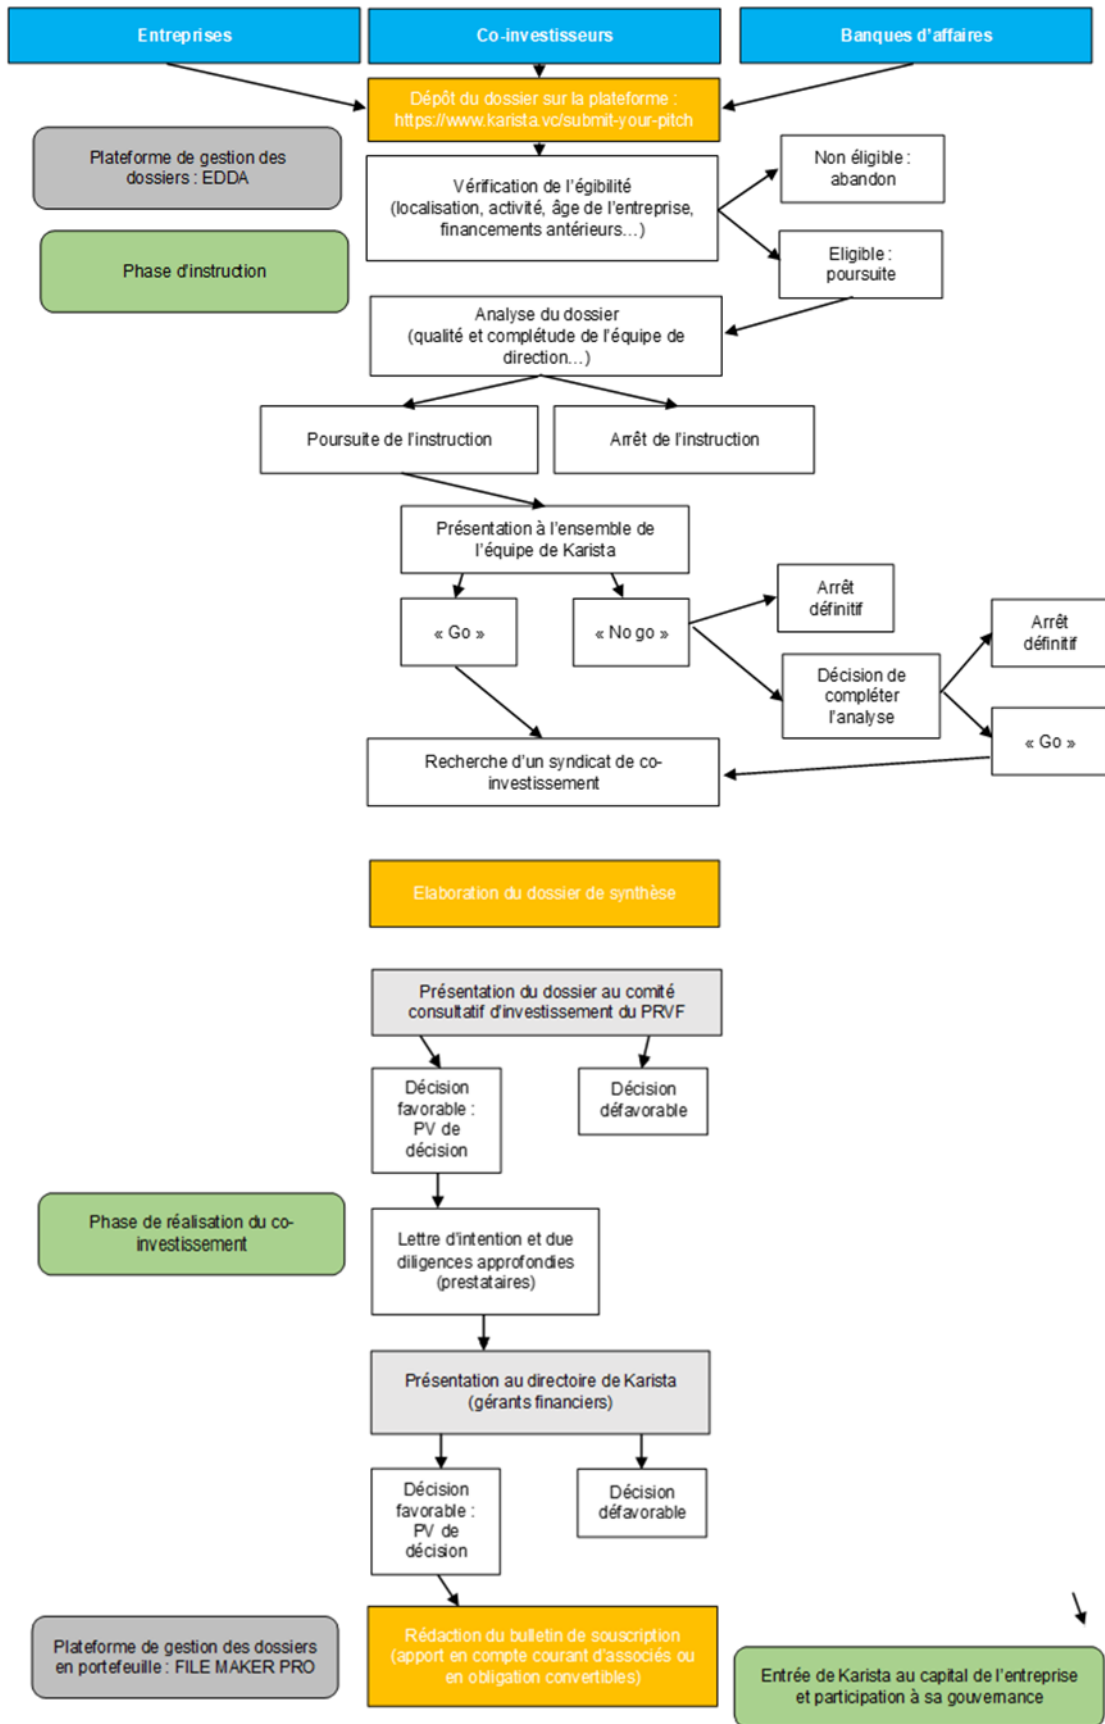 Entreprises
Co-investisseurs
Banques d'affaires
Dépôt du dossier sur la plateforme :
https://www.karista.vc/submit-your-pitch
Plateforme de gestion des
dossiers : EDDA
Vérification de l'égibilité
(localisation, activité, âge de l'entreprise,
financements antérieurs…)
Non éligible :
abandon
Phase d'instruction
Eligible :
poursuite
Analyse du dossier
(qualité et complétude de l'équipe de
direction…)
Poursuite de l'instruction
Arrêt de l'instruction
Présentation à l'ensemble de
l'équipe de Karista
« Go »
« No go »
Arrêt
définitif
Décision de
compléter
l'analyse
Arrêt
définitif
« Go »
Recherche d'un syndicat de co-
investissement
Elaboration du dossier de synthèse
Présentation du dossier au comité
consultatif d'investissement du PRVF
Décision
favorable :
PV de
décision
Décision
défavorable
Phase de réalisation du co-
investissement
Lettre d'intention et due
diligences approfondies
(prestataires)
Présentation au directoire de Karista
(gérants financiers)
Décision
favorable :
PV de
décision
Décision
défavorable
Plateforme de gestion des dossiers
en portefeuille : FILE MAKER PRO
Rédaction du bulletin de souscription
(apport en compte courant d'associés ou
en obligation convertibles)
Entrée de Karista au capital de l'entreprise
et participation à sa gouvernance